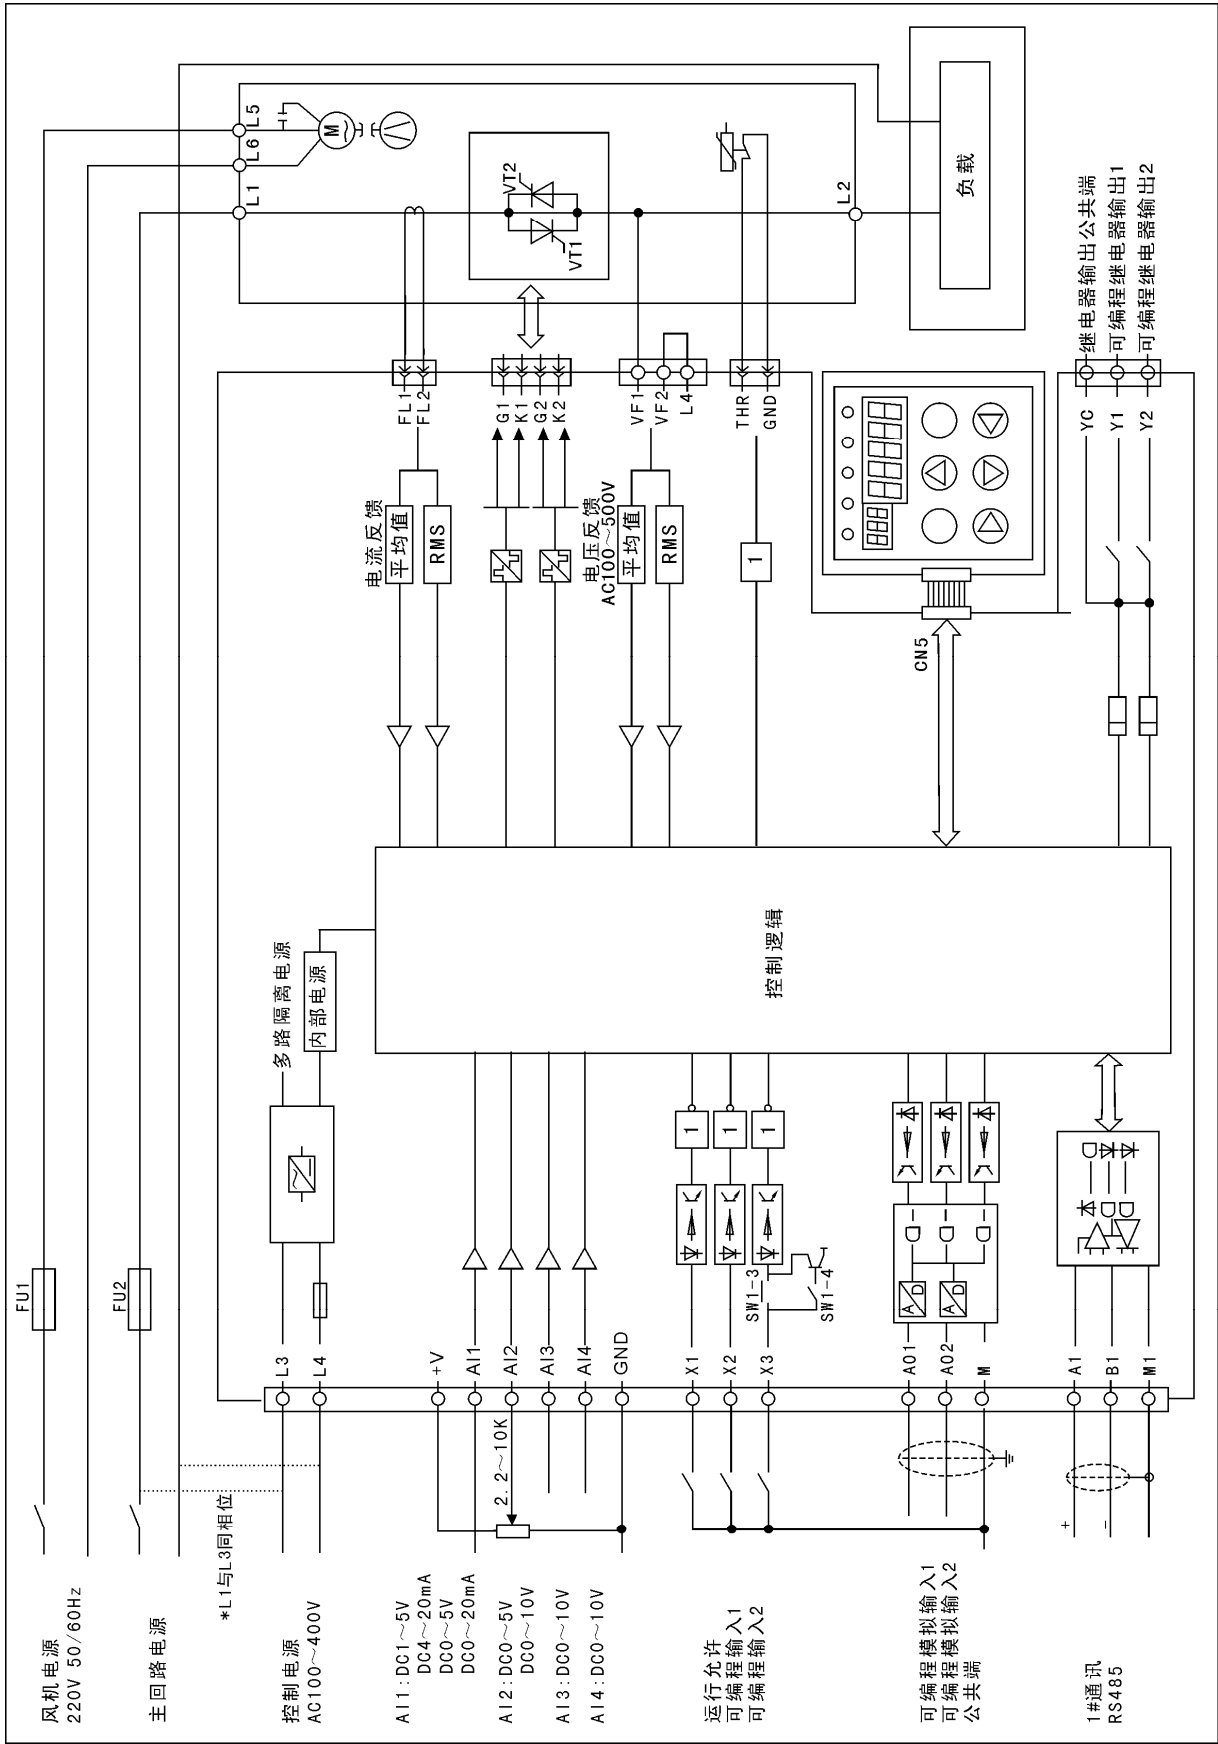 风机电源
220V 50/60Hz
FU1
主回路电源
FU2
*L1与L3同相位
控制电源
AC100～400V
L3
L4
多路隔离电源
内部电源
L5
L6
L1
M
VT2
VT1
L2
负载
AI1:DC1～5V
DC4～20mA
DC0～5V
DC0～20mA
AI2:DC0～5V
DC0～10V
AI3:DC0～10V
AI4:DC0～10V
2.2～10K
+V
AI1
AI2
AI3
AI4
GND
控制逻辑
电流反馈
平均值
RMS
FL1
FL2
G1
K1
G2
K2
电压反馈
AC100～500V
平均值
RMS
VF1
VF2
L4
THR
GND
1
运行允许
可编程输入1
可编程输入2
X1
X2
X3
SW1-3
SW1-4
1
1
1
CN5
可编程模拟输入1
可编程模拟输入2
公共端
AO1
AO2
M
A
D
A
D
1#通讯
RS485
+
-
A1
B1
M1
YC
Y1
Y2
继电器输出公共端
可编程继电器输出1
可编程继电器输出2